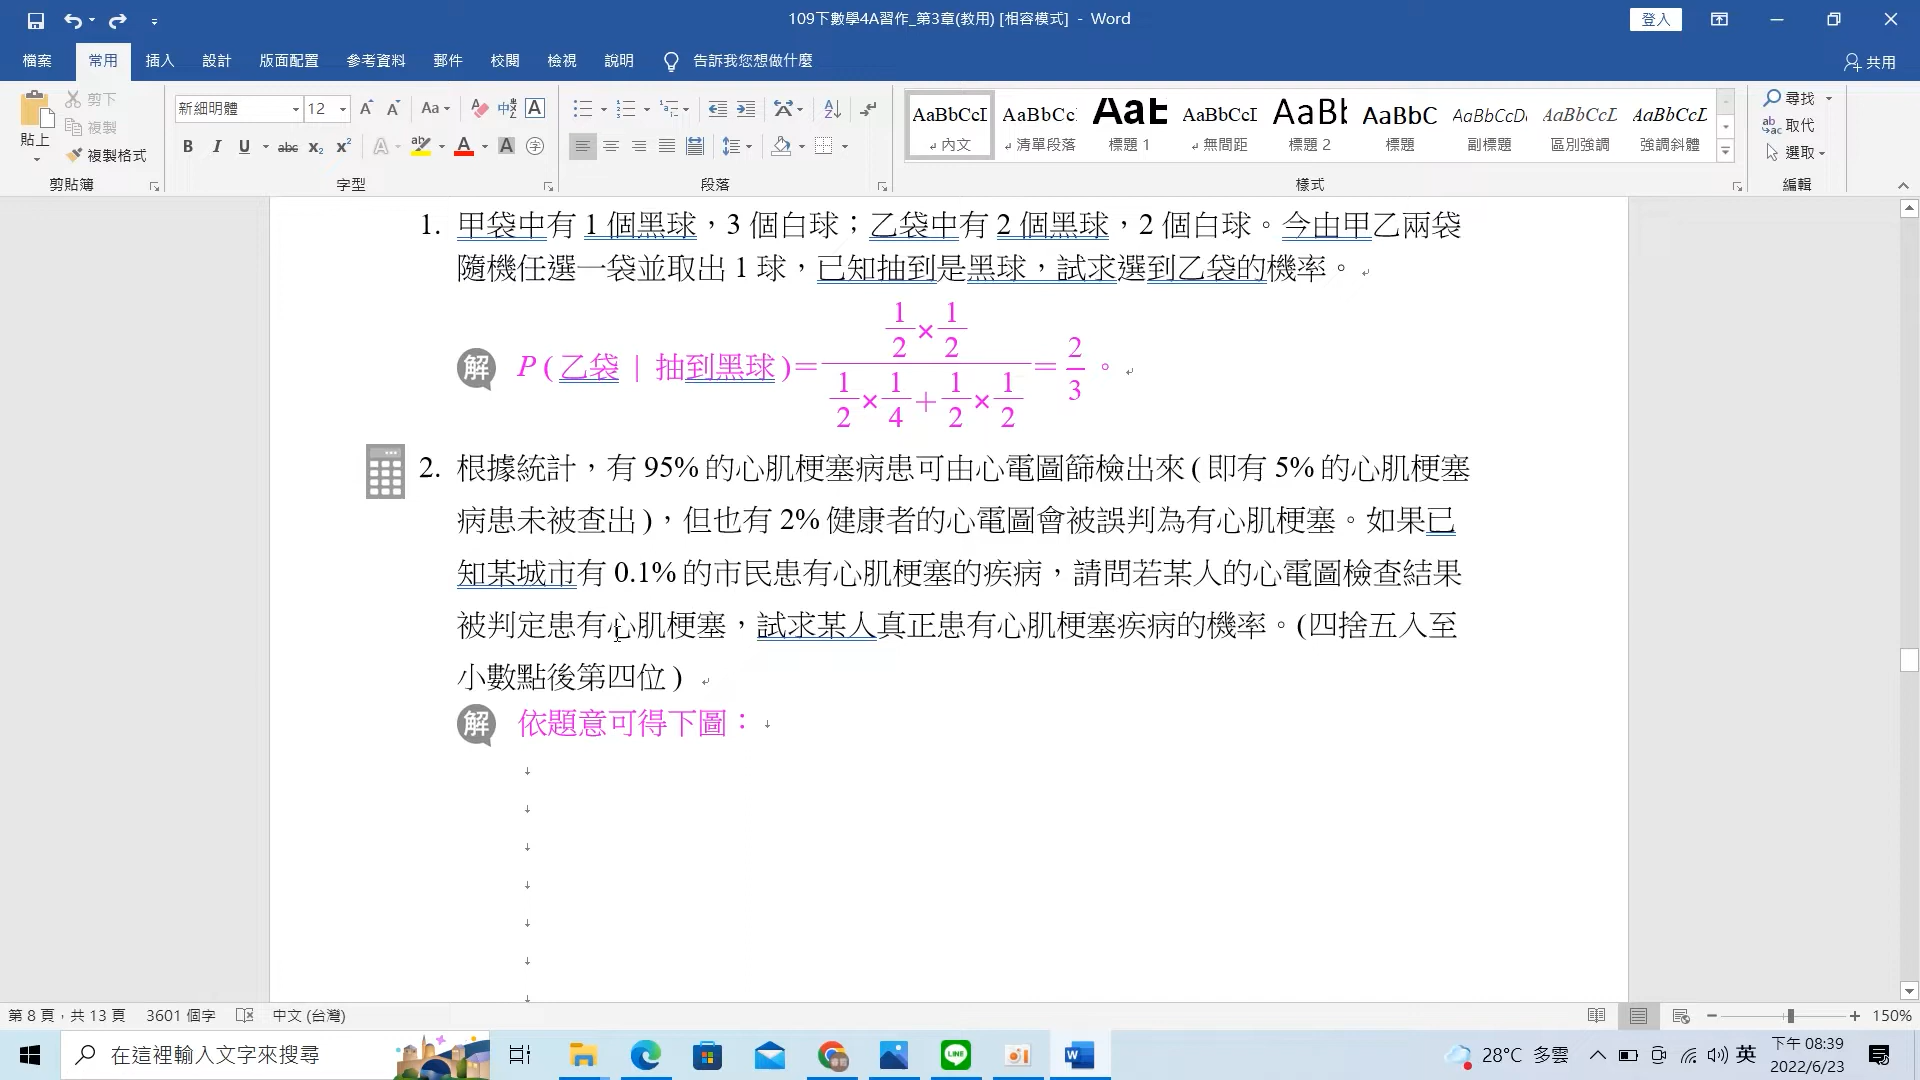 109下數學4A習作_第3章(教用) [相容模式] - Word
登入
檔案 常用 插入 設計 版面配置 參考資料 郵件 校閱 檢視 說明 告訴我您想做什麼
共用
貼上
剪下
複製
複製格式
剪貼簿
新細明體 12
字型
段落
AaBbCcI AaBbCc AaB AaBbCcI AaBb AaBbC AaBbCcD AaBbCcL AaBbCcL
內文 清單段落 標題 1 無間距 標題 2 標題 副標題 區別強調 強調斜體
樣式
尋找
取代
選取
編輯
1. 甲袋中有 1 個黑球,3 個白球;乙袋中有 2 個黑球,2 個白球。今由甲乙兩袋
隨機任選一袋並取出 1 球,已知抽到是黑球,試求選到乙袋的機率。
解 P(乙袋 | 抽到黑球)=(1/2×1/2)/(1/2×1/4+1/2×1/2)=2/3。
2. 根據統計,有 95% 的心肌梗塞病患可由心電圖篩檢出來(即有 5% 的心肌梗塞
病患未被查出),但也有 2% 健康者的心電圖會被誤判為有心肌梗塞。如果已
知某城市有 0.1% 的市民患有心肌梗塞的疾病,請問若某人的心電圖檢查結果
被判定患有心肌梗塞,試求某人真正患有心肌梗塞疾病的機率。(四捨五入至
小數點後第四位)
解 依題意可得下圖:
第 8 頁,共 13 頁 3601 個字 中文 (台灣) 150%
在這裡輸入文字來搜尋
28°C 多雲 英 下午 08:39
2022/6/23